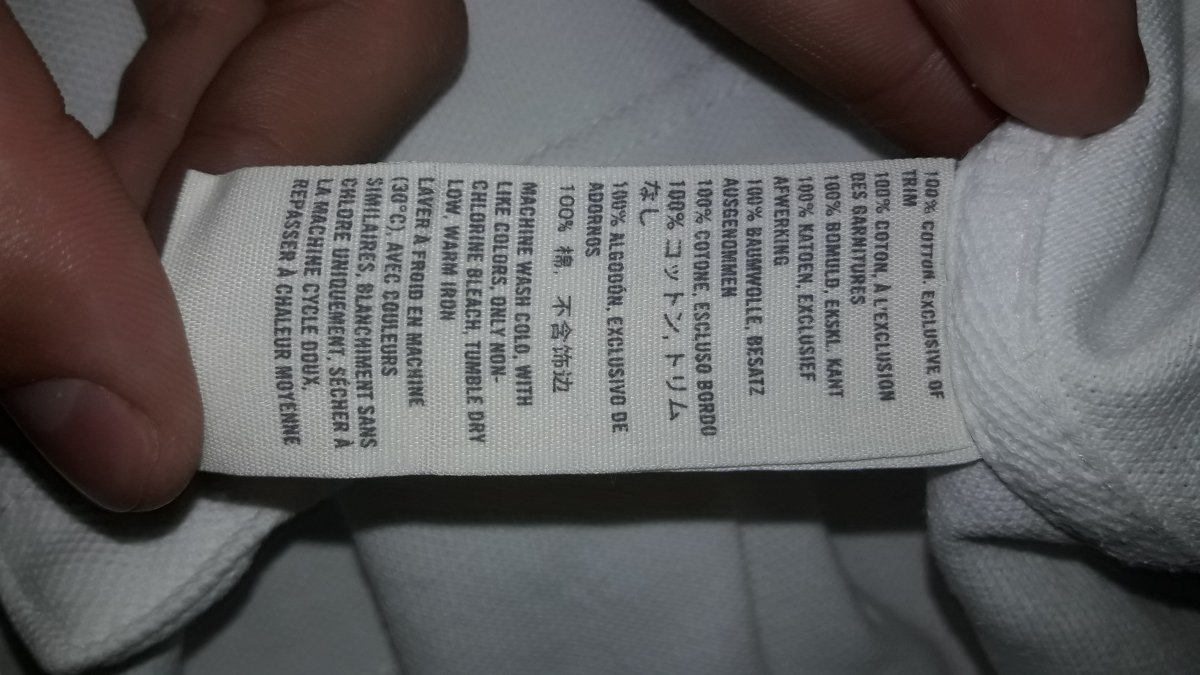 100% COTTON, EXCLUSIVE OF
TRIM
100% COTON, À L'EXCLUSION
DES GARNITURES
100% BOMULD, EKSKL. KANT
100% KATOEN, EXCLUSIEF
AFWERKING
100% BAUMWOLLE, BESATZ
AUSGENOMMEN
100% COTONE, ESCLUSO BORDO
100% コットン, トリム
なし
100% ALGODÓN, EXCLUSIVO DE
ADORNOS
100% 棉, 不含饰边
MACHINE WASH COLD, WITH
LIKE COLORS, ONLY NON-
CHLORINE BLEACH, TUMBLE DRY
LOW, WARM IRON
LAVER À FROID EN MACHINE
(30°C), AVEC COULEURS
SIMILAIRES, BLANCHIMENT SANS
CHLORE UNIQUEMENT, SÉCHER À
LA MACHINE CYCLE DOUX,
REPASSER À CHALEUR MOYENNE